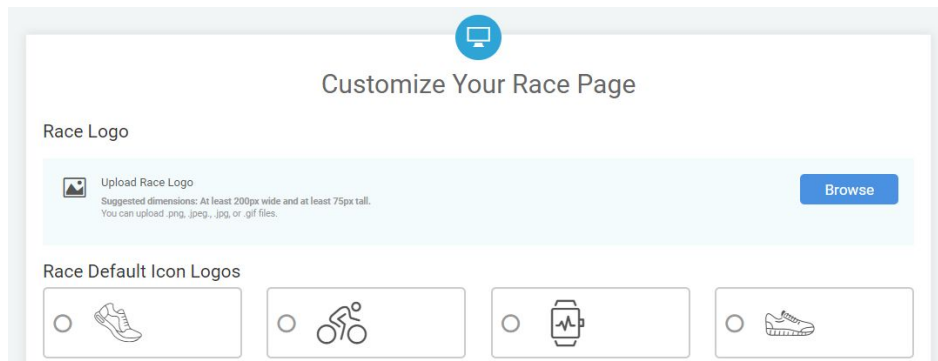 Customize Your Race Page
Race Logo
Upload Race Logo
Suggested dimensions: At least 200px wide and at least 75px tall.
You can upload .png, .jpeg., .jpg, or .gif files.
Browse
Race Default Icon Logos